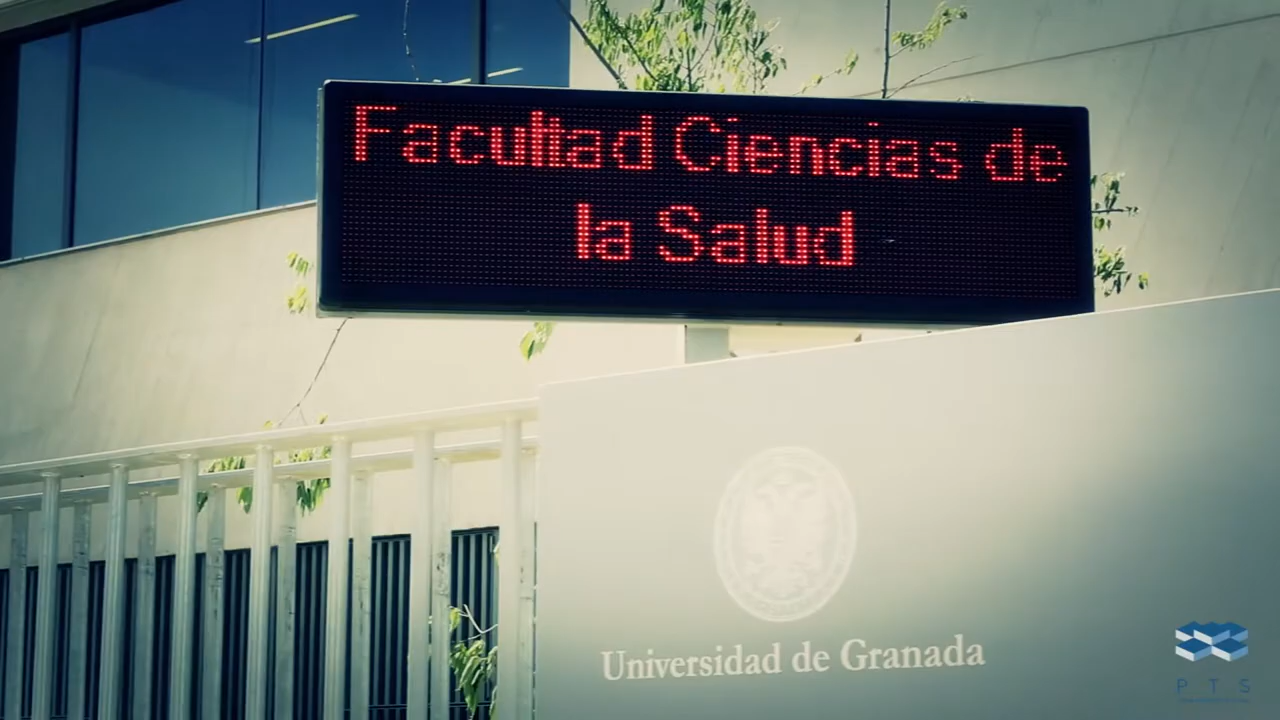 Facultad Ciencias de
la Salud
Universidad de Granada
P T S